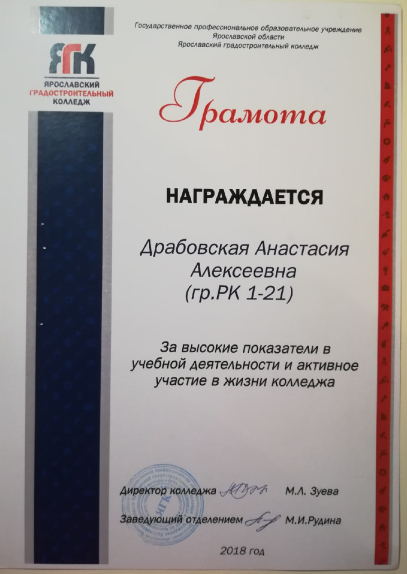 Государственное профессиональное образовательное учреждение
Ярославской области
Ярославский градостроительный колледж
ЯГК
ЯРОСЛАВСКИЙ
ГРАДОСТРОИТЕЛЬНЫЙ
КОЛЛЕДЖ
Грамота
НАГРАЖДАЕТСЯ
Драбовская Анастасия
Алексеевна
(гр.РК 1-21)
За высокие показатели в
учебной деятельности и активное
участие в жизни колледжа
Директор колледжа М.Л. Зуева
Заведующий отделением М.И.Рудина
2018 год